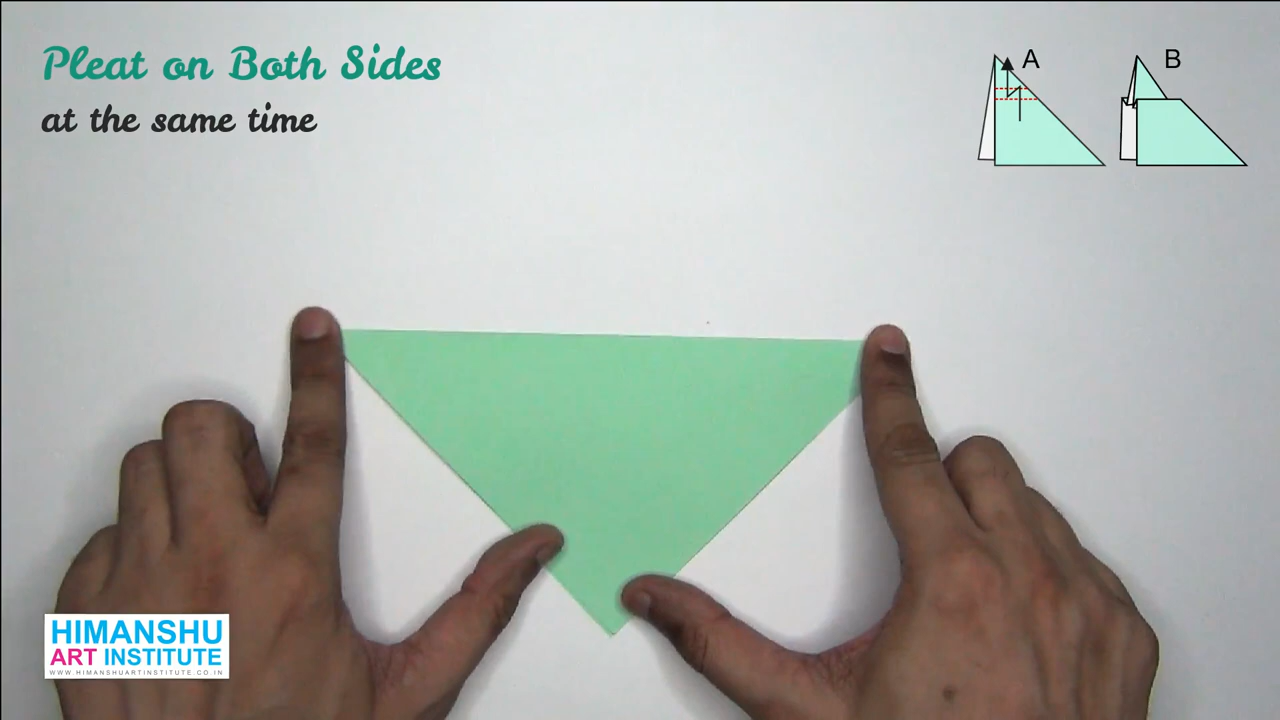 Pleat on Both Sides
at the same time
A
B
HIMANSHU
ART INSTITUTE
WWW.HIMANSHUARTINSTITUTE.CO.IN